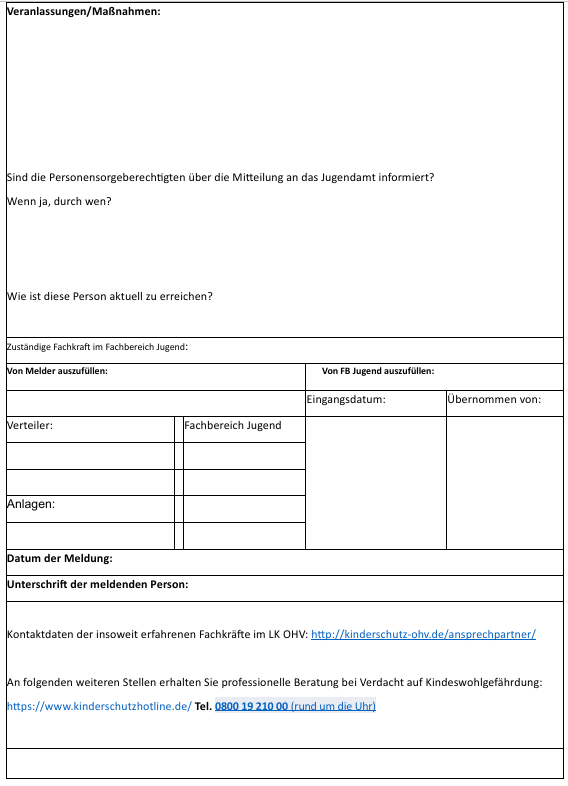 Veranlassungen/Maßnahmen:
Sind die Personensorgeberechtigten über die Mitteilung an das Jugendamt informiert?
Wenn ja, durch wen?
Wie ist diese Person aktuell zu erreichen?
Zuständige Fachkraft im Fachbereich Jugend:
Von Melder auszufüllen:
Von FB Jugend auszufüllen:
Eingangsdatum:
Übernommen von:
Verteiler:
Fachbereich Jugend
Anlagen:
Datum der Meldung:
Unterschrift der meldenden Person:
Kontaktdaten der insoweit erfahrenen Fachkräfte im LK OHV: http://kinderschutz-ohv.de/ansprechpartner/
An folgenden weiteren Stellen erhalten Sie professionelle Beratung bei Verdacht auf Kindeswohlgefährdung:
https://www.kinderschutzhotline.de/ Tel. 0800 19 210 00 (rund um die Uhr)